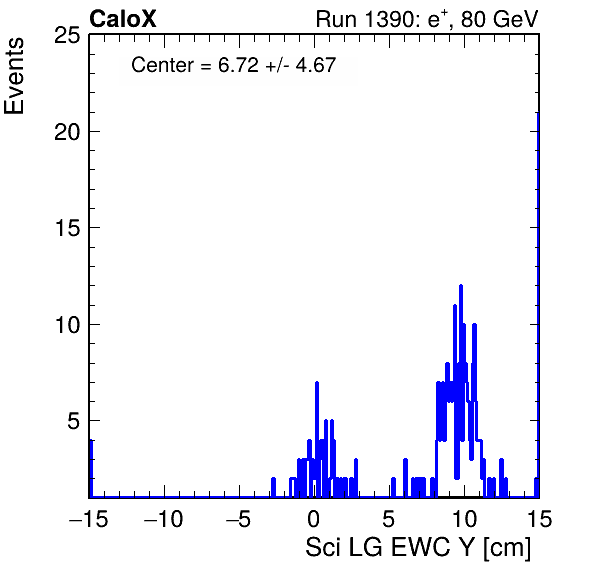 CaloX Run 1390: e⁺, 80 GeV
Center = 6.72 +/- 4.67
Events
25
20
15
10
5
−15 −10 −5 0 5 10 15
Sci LG EWC Y [cm]